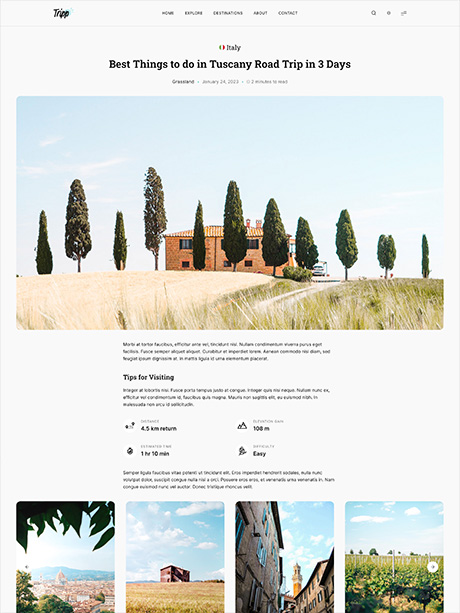 Tripp
HOME EXPLORE DESTINATIONS ABOUT CONTACT
Italy
Best Things to do in Tuscany Road Trip in 3 Days
Grassland • January 24, 2023 • 2 minutes to read
Morbi at tortor faucibus, efficitur ante vel, tincidunt nisl. Nullam condimentum viverra purus eget
facilisis. Fusce semper aliquet aliquet. Curabitur et imperdiet lorem. Aenean commodo nisl diam, sed
feugiat ipsum dignissim at. In mattis ligula id urna elementum placerat.
Tips for Visiting
Integer at lobortis nisl. Fusce porta tempus justo at congue. Integer quis nisl neque. Nullam nunc ex,
efficitur vel condimentum id, faucibus quis magna. Mauris non sagittis elit, eu euismod nibh. In
malesuada non arcu id sollicitudin.
DISTANCE
4.5 km return
ELEVATION GAIN
108 m
ESTIMATED TIME
1 hr 10 min
DIFFICULTY
Easy
Semper ligula faucibus vitae potenti ut tincidunt elit. Eros imperdiet hendrerit sodales, nulla nunc
volutpat dolor, suscipit congue nulla nisl a orci. Posuere eros eros, et venenatis urna venenatis in. Nam
congue euismod nunc vel auctor. Donec tristique rhoncus velit.